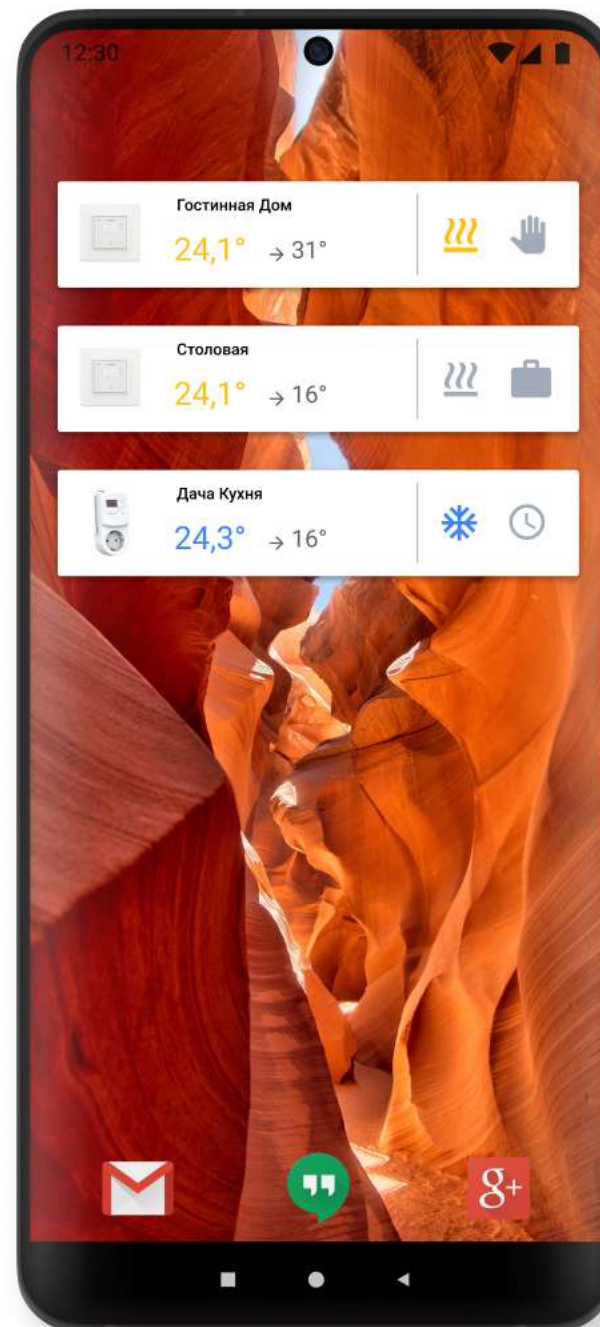 12:30
Гостинная Дом
24,1° → 31°
Столовая
24,1° → 16°
Дача Кухня
24,3° → 16°
g+